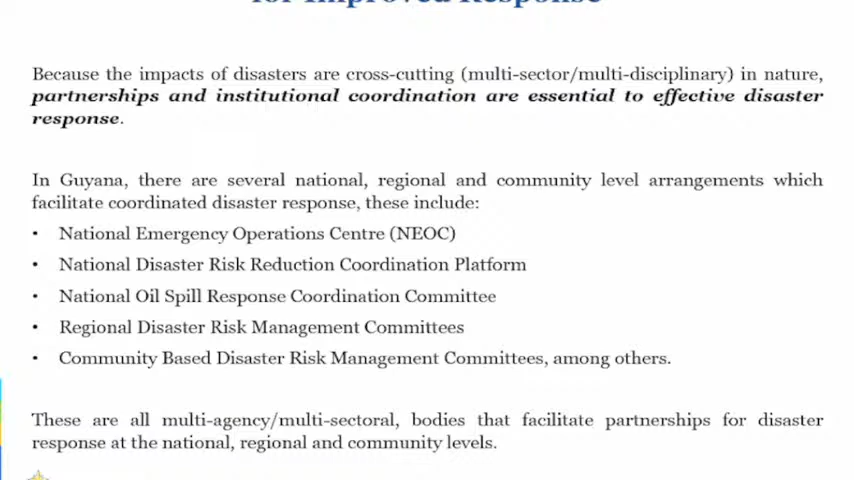 for Improved Response
Because the impacts of disasters are cross-cutting (multi-sector/multi-disciplinary) in nature,
partnerships and institutional coordination are essential to effective disaster
response.
In Guyana, there are several national, regional and community level arrangements which
facilitate coordinated disaster response, these include:
• National Emergency Operations Centre (NEOC)
• National Disaster Risk Reduction Coordination Platform
• National Oil Spill Response Coordination Committee
• Regional Disaster Risk Management Committees
• Community Based Disaster Risk Management Committees, among others.
These are all multi-agency/multi-sectoral, bodies that facilitate partnerships for disaster
response at the national, regional and community levels.